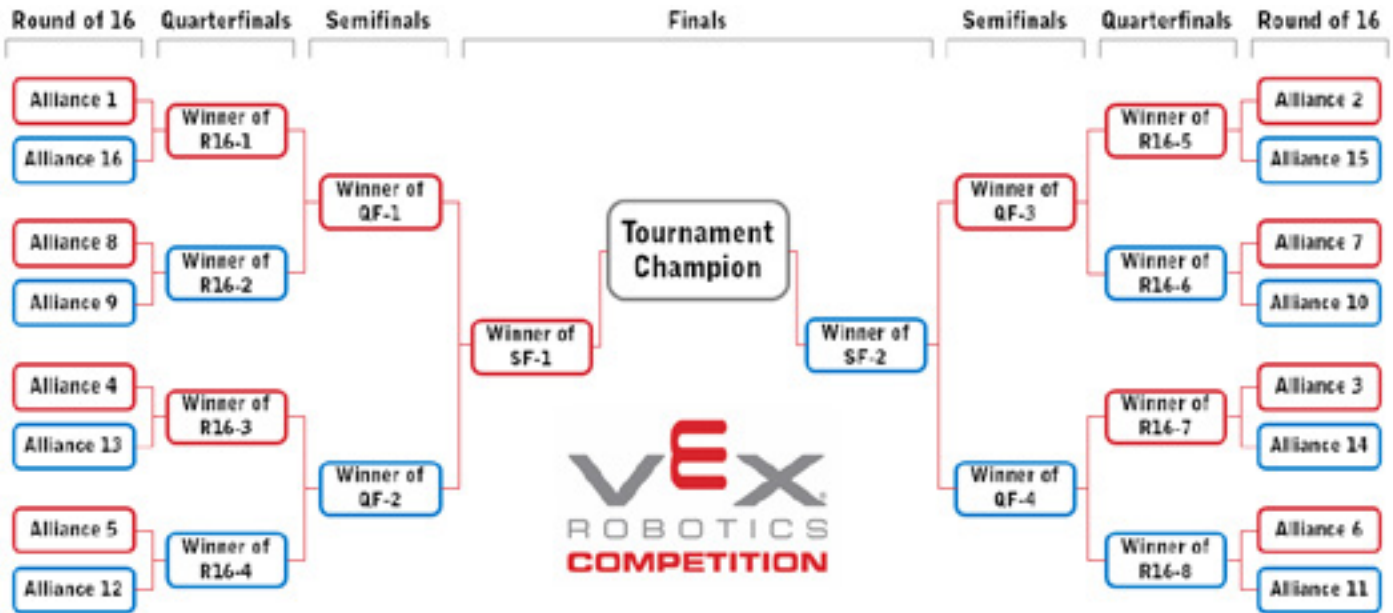 Round of 16
Quarterfinals
Semifinals
Finals
Semifinals
Quarterfinals
Round of 16
Alliance 1
Alliance 16
Alliance 8
Alliance 9
Alliance 4
Alliance 13
Alliance 5
Alliance 12
Winner of
R16-1
Winner of
R16-2
Winner of
R16-3
Winner of
R16-4
Winner of
QF-1
Winner of
QF-2
Winner of
SF-1
Tournament
Champion
Winner of
SF-2
Winner of
QF-3
Winner of
QF-4
Winner of
R16-5
Winner of
R16-6
Winner of
R16-7
Winner of
R16-8
Alliance 2
Alliance 15
Alliance 7
Alliance 10
Alliance 3
Alliance 14
Alliance 6
Alliance 11
VEX
ROBOTICS
COMPETITION